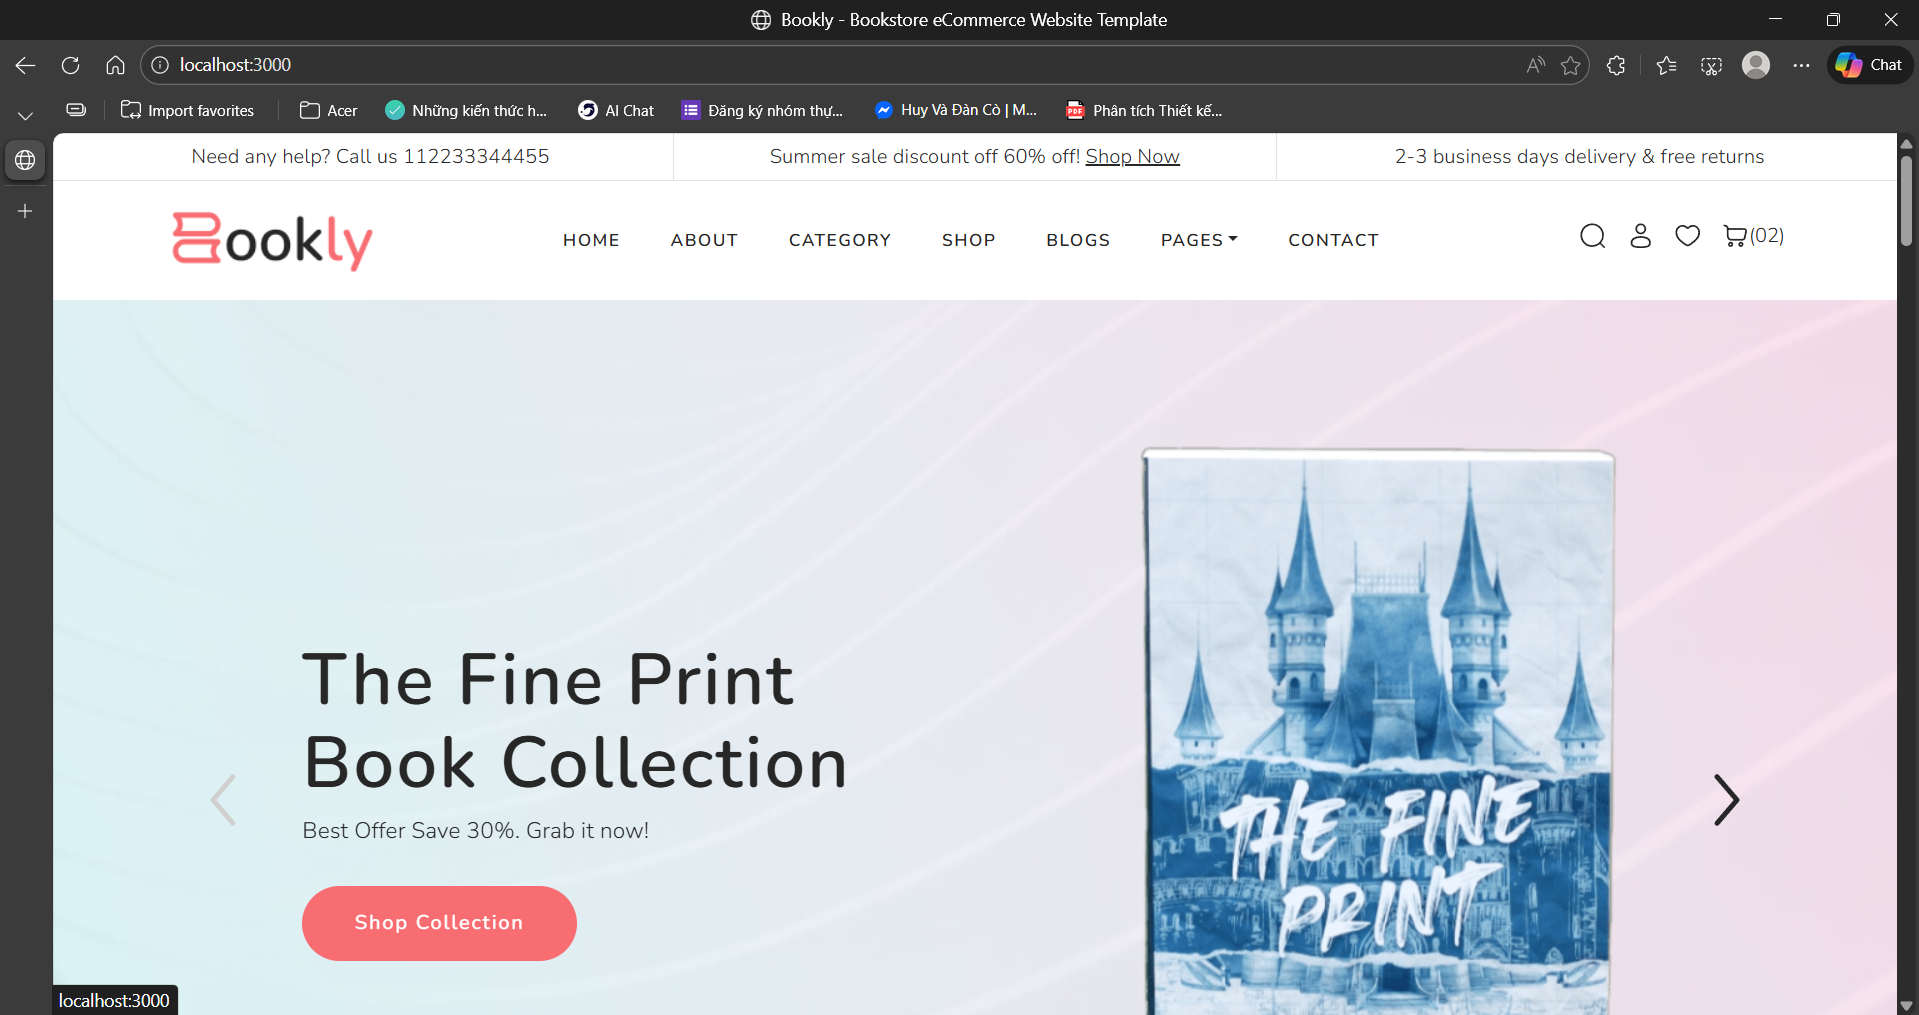 Bookly - Bookstore eCommerce Website Template
localhost:3000
Chat
Import favorites
Acer
Những kiến thức h...
AI Chat
Đăng ký nhóm thự...
Huy Và Đàn Cò | M...
PDF
Phân tích Thiết kế...
Need any help? Call us 112233344455
Summer sale discount off 60% off! Shop Now
2-3 business days delivery & free returns
Bookly
HOME
ABOUT
CATEGORY
SHOP
BLOGS
PAGES
CONTACT
(02)
The Fine Print
Book Collection
Best Offer Save 30%. Grab it now!
Shop Collection
THE FINE
PRINT
localhost:3000